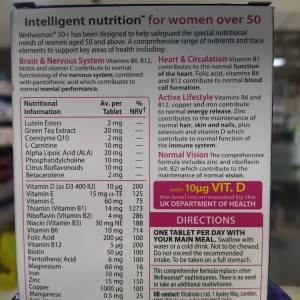 Intelligent nutrition™ for women over 50
Wellwoman® 50+ has been designed to help safeguard the special nutritional
needs of women aged 50 and above. A comprehensive range of nutrients and trace
elements to support key areas of health including:
Brain & Nervous System Vitamins B6, B12,
biotin and vitamin C contribute to normal
functioning of the nervous system, combined
with pantothenic acid which contributes to
normal mental performance.
Nutritional Information
Av. per Tablet
% NRV†
Lutein Esters 2 mg —
Green Tea Extract 20 mg —
Coenzyme Q10 2 mg —
L-Carnitine 10 mg —
Alpha Lipoic Acid (ALA) 20 mg —
Phosphatidylcholine 10 mg —
Citrus Bioflavonoids 10 mg —
Betacarotene 2 mg —
Vitamin D (as D3 400 IU) 10 µg 200
Vitamin E 15 mg α-TE 125
Vitamin C 60 mg 75
Thiamin (Vitamin B1) 14 mg 1273
Riboflavin (Vitamin B2) 4 mg 286
Niacin (Vitamin B3) 30 mg NE 188
Vitamin B6 10 mg 714
Folic Acid 200 µg 100
Vitamin B12 5 µg 200
Biotin 50 µg 100
Pantothenic Acid 6 mg 100
Magnesium 60 mg 16
Iron 10 mg 71
Zinc 15 mg 150
Copper 1000 µg 100
Manganese 0.5 mg 25
Heart & Circulation Vitamin B1
contributes to the normal function
of the heart. Folic acid, vitamins B6
and B12 contribute to normal blood
cell formation.
Active Lifestyle Vitamins B6 and
B12, copper and iron contribute
to normal energy release. Zinc
contributes to the maintenance
of normal hair, skin and nails, plus
selenium and vitamin D which
contribute to normal function of
the immune system.
Normal Vision The comprehensive
formula includes zinc and riboflavin
(vit. B2) which contribute to the
maintenance of normal vision.
with 10µg VIT. D
the level recommended by the
UK DEPARTMENT OF HEALTH
DIRECTIONS
ONE TABLET PER DAY WITH
YOUR MAIN MEAL. Swallow with
water or a cold drink. Not to be chewed.
Do not exceed the recommended
intake. To be taken on a full stomach.
This comprehensive formula replaces other
Wellwoman® multivitamins. There is no need
to take an additional multivitamin.
UK contact: Vitabiotics Ltd, 1 Apsley Way, London,